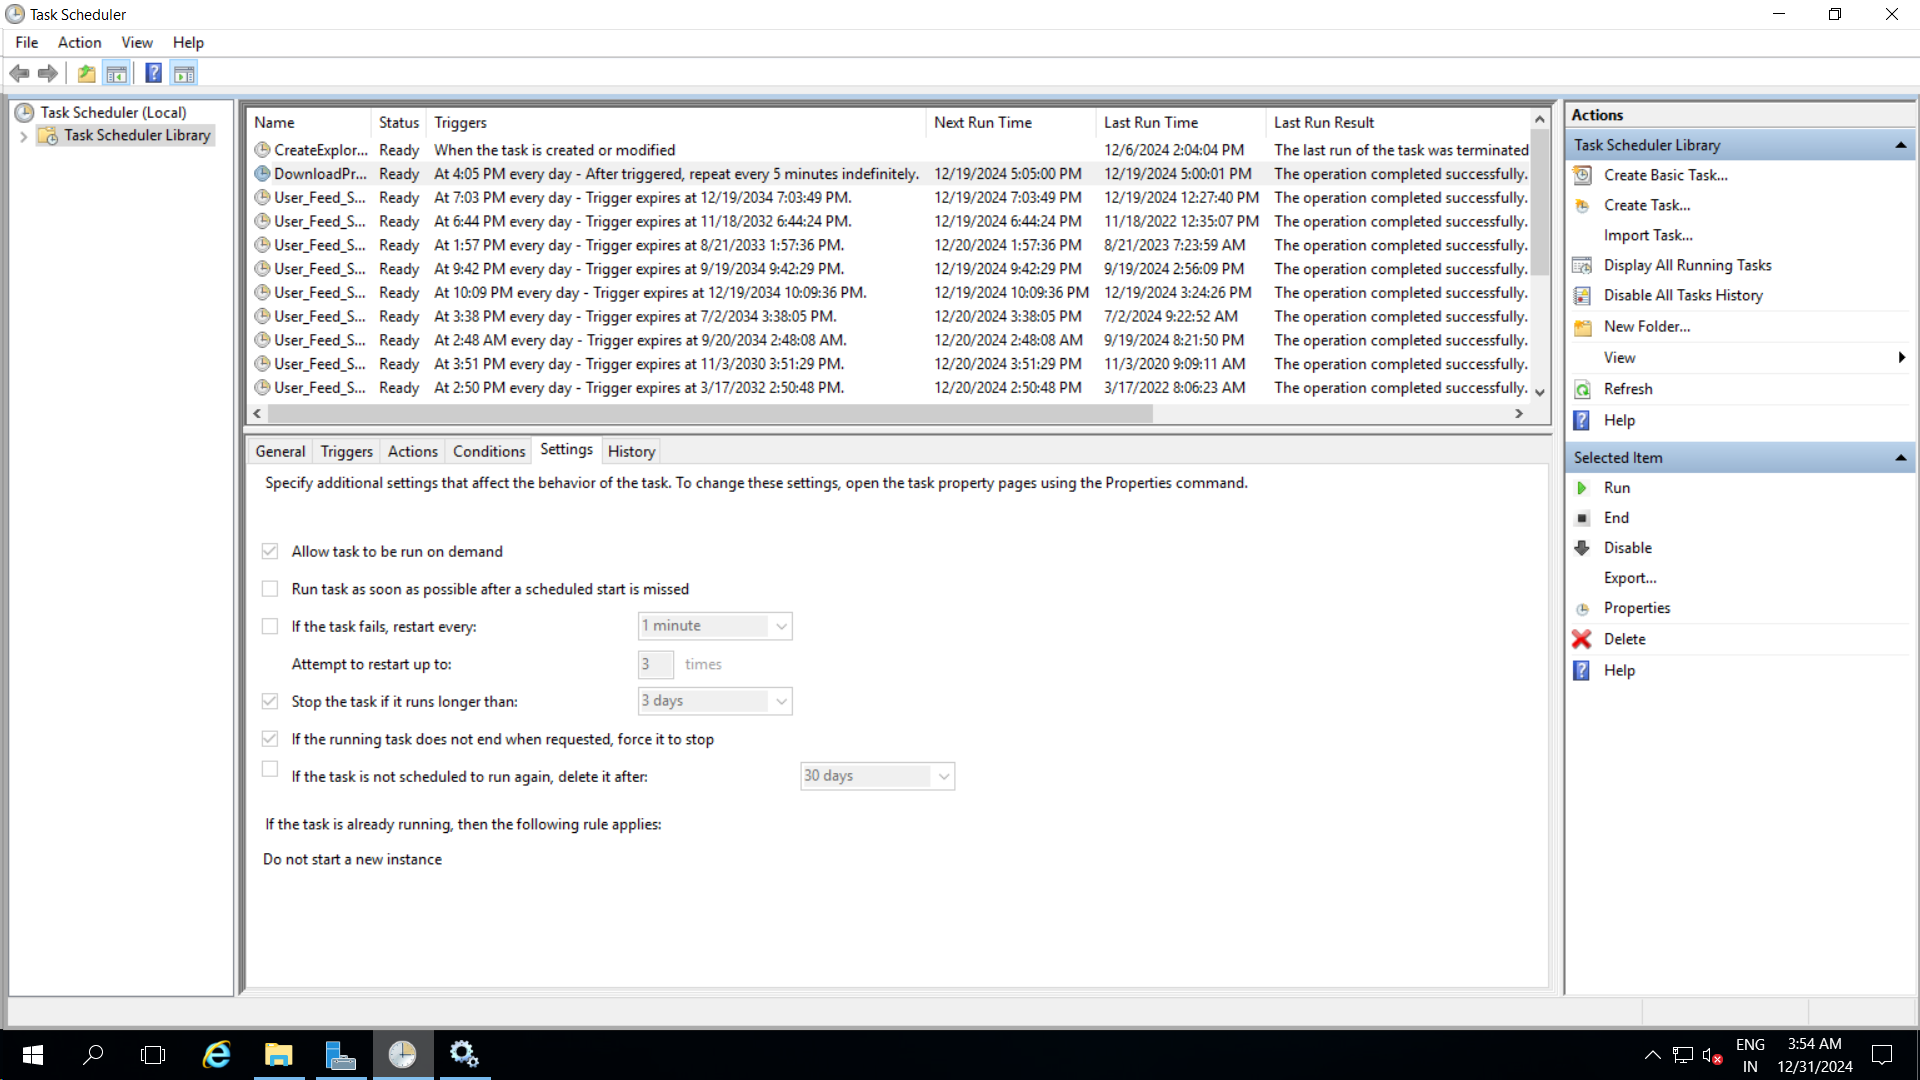 Task Scheduler
File Action View Help
Task Scheduler (Local)
Task Scheduler Library
Name Status Triggers Next Run Time Last Run Time Last Run Result
CreateExplor... Ready When the task is created or modified 12/6/2024 2:04:04 PM The last run of the task was terminated
DownloadPr... Ready At 4:05 PM every day - After triggered, repeat every 5 minutes indefinitely. 12/19/2024 5:05:00 PM 12/19/2024 5:00:01 PM The operation completed successfully.
User_Feed_S... Ready At 7:03 PM every day - Trigger expires at 12/19/2034 7:03:49 PM. 12/19/2024 7:03:49 PM 12/19/2024 12:27:40 PM The operation completed successfully.
User_Feed_S... Ready At 6:44 PM every day - Trigger expires at 11/18/2032 6:44:24 PM. 12/19/2024 6:44:24 PM 11/18/2022 12:35:07 PM The operation completed successfully.
User_Feed_S... Ready At 1:57 PM every day - Trigger expires at 8/21/2033 1:57:36 PM. 12/20/2024 1:57:36 PM 8/21/2023 7:23:59 AM The operation completed successfully.
User_Feed_S... Ready At 9:42 PM every day - Trigger expires at 9/19/2034 9:42:29 PM. 12/19/2024 9:42:29 PM 9/19/2024 2:56:09 PM The operation completed successfully.
User_Feed_S... Ready At 10:09 PM every day - Trigger expires at 12/19/2034 10:09:36 PM. 12/19/2024 10:09:36 PM 12/19/2024 3:24:26 PM The operation completed successfully.
User_Feed_S... Ready At 3:38 PM every day - Trigger expires at 7/2/2034 3:38:05 PM. 12/20/2024 3:38:05 PM 7/2/2024 9:22:52 AM The operation completed successfully.
User_Feed_S... Ready At 2:48 AM every day - Trigger expires at 9/20/2034 2:48:08 AM. 12/20/2024 2:48:08 AM 9/19/2024 8:21:50 PM The operation completed successfully.
User_Feed_S... Ready At 3:51 PM every day - Trigger expires at 11/3/2030 3:51:29 PM. 12/20/2024 3:51:29 PM 11/3/2020 9:09:11 AM The operation completed successfully.
User_Feed_S... Ready At 2:50 PM every day - Trigger expires at 3/17/2032 2:50:48 PM. 12/20/2024 2:50:48 PM 3/17/2022 8:06:23 AM The operation completed successfully.
General Triggers Actions Conditions Settings History
Specify additional settings that affect the behavior of the task. To change these settings, open the task property pages using the Properties command.
Allow task to be run on demand
Run task as soon as possible after a scheduled start is missed
If the task fails, restart every: 1 minute
Attempt to restart up to: 3 times
Stop the task if it runs longer than: 3 days
If the running task does not end when requested, force it to stop
If the task is not scheduled to run again, delete it after: 30 days
If the task is already running, then the following rule applies:
Do not start a new instance
Actions
Task Scheduler Library
Create Basic Task...
Create Task...
Import Task...
Display All Running Tasks
Disable All Tasks History
New Folder...
View
Refresh
Help
Selected Item
Run
End
Disable
Export...
Properties
Delete
Help
ENG
IN
3:54 AM
12/31/2024